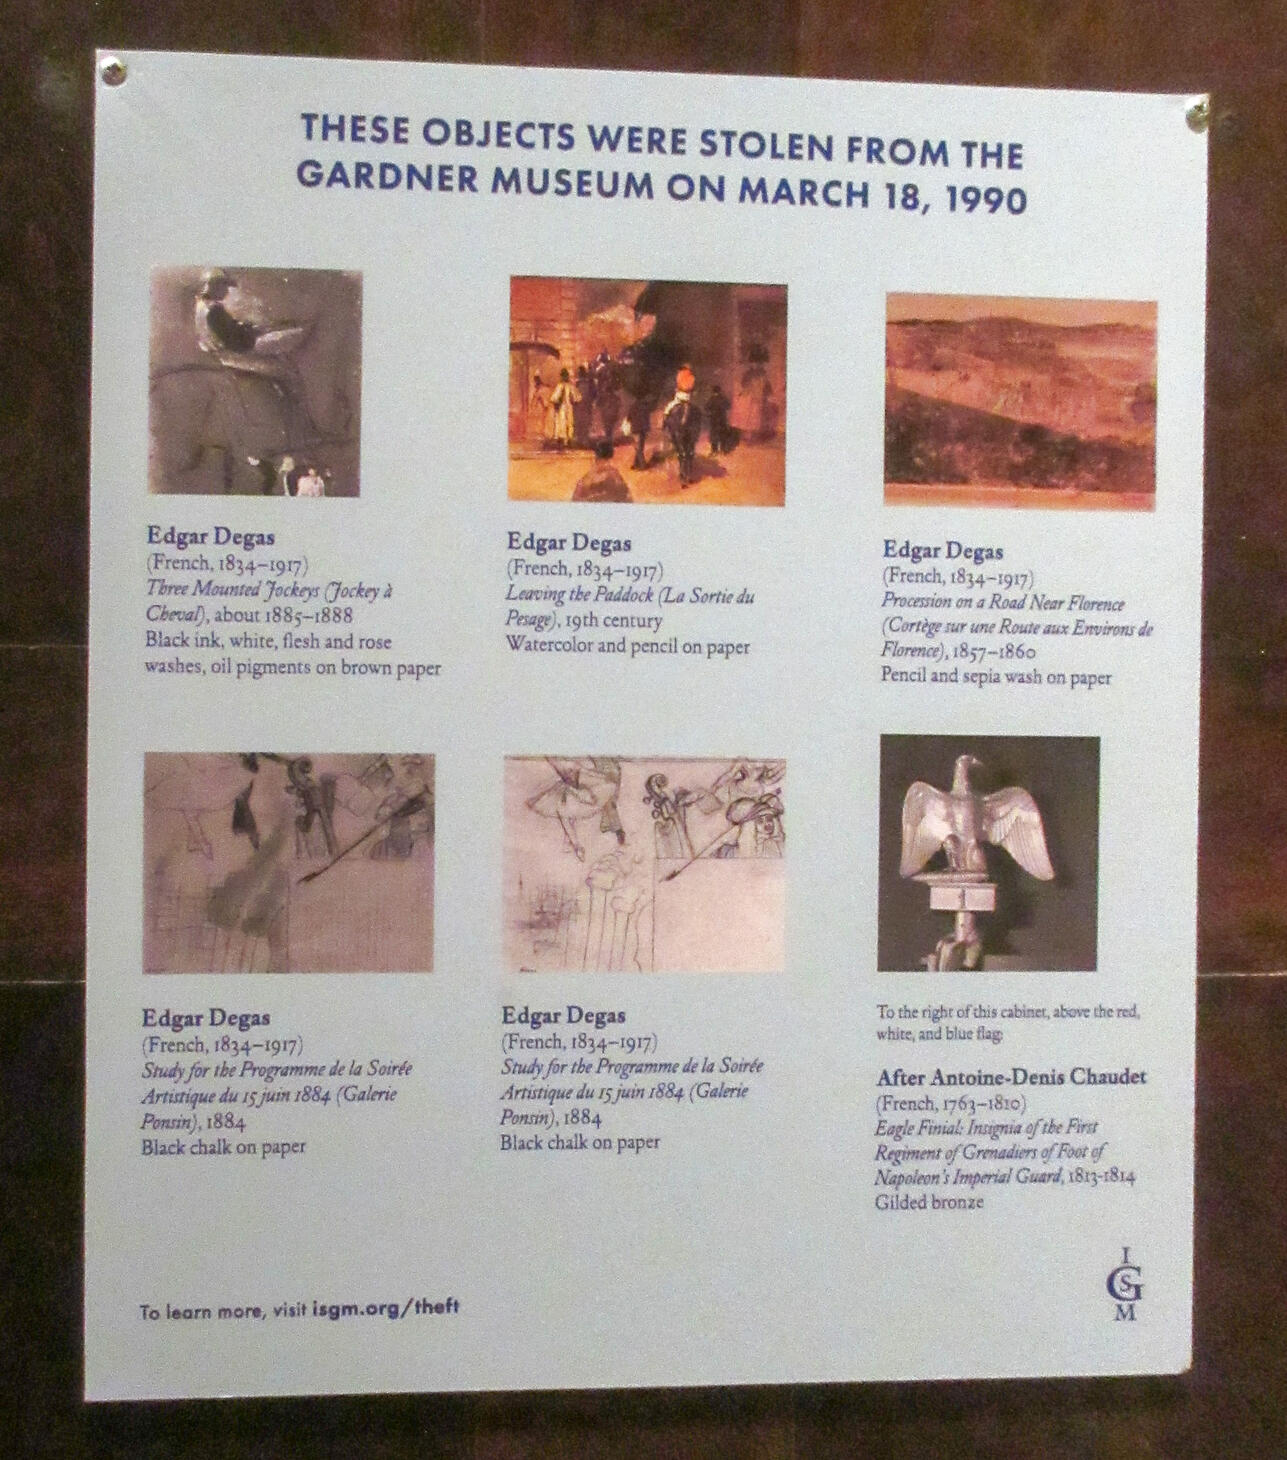 THESE OBJECTS WERE STOLEN FROM THE
GARDNER MUSEUM ON MARCH 18, 1990
Edgar Degas
(French, 1834–1917)
Three Mounted Jockeys (Jockey à
Cheval), about 1885–1888
Black ink, white, flesh and rose
washes, oil pigments on brown paper
Edgar Degas
(French, 1834–1917)
Leaving the Paddock (La Sortie du
Pesage), 19th century
Watercolor and pencil on paper
Edgar Degas
(French, 1834–1917)
Procession on a Road Near Florence
(Cortège sur une Route aux Environs de
Florence), 1857–1860
Pencil and sepia wash on paper
Edgar Degas
(French, 1834–1917)
Study for the Programme de la Soirée
Artistique du 15 juin 1884 (Galerie
Ponsin), 1884
Black chalk on paper
Edgar Degas
(French, 1834–1917)
Study for the Programme de la Soirée
Artistique du 15 juin 1884 (Galerie
Ponsin), 1884
Black chalk on paper
To the right of this cabinet, above the red,
white, and blue flag:
After Antoine-Denis Chaudet
(French, 1763–1810)
Eagle Finial: Insignia of the First
Regiment of Grenadiers of Foot of
Napoleon's Imperial Guard, 1813-1814
Gilded bronze
To learn more, visit isgm.org/theft
I
GS
M